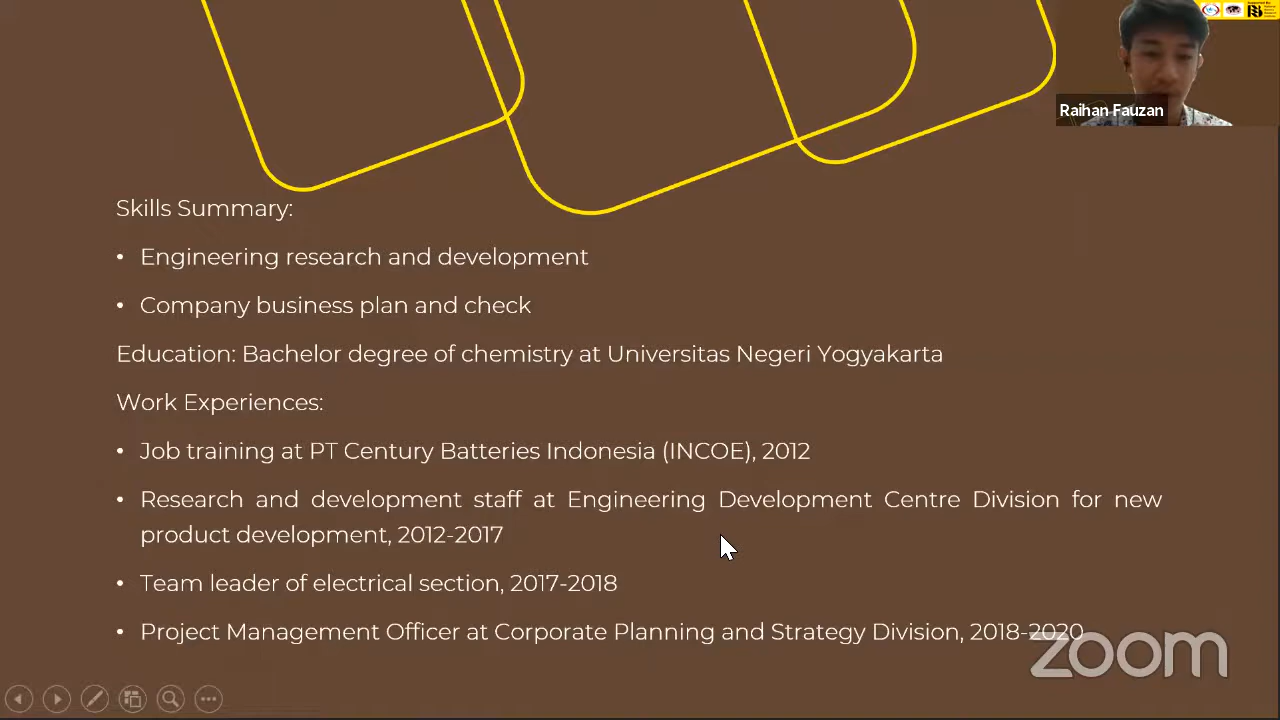 Raihan Fauzan
Skills Summary:
• Engineering research and development
• Company business plan and check
Education: Bachelor degree of chemistry at Universitas Negeri Yogyakarta
Work Experiences:
• Job training at PT Century Batteries Indonesia (INCOE), 2012
• Research and development staff at Engineering Development Centre Division for new
product development, 2012-2017
• Team leader of electrical section, 2017-2018
• Project Management Officer at Corporate Planning and Strategy Division, 2018-2020
zoom